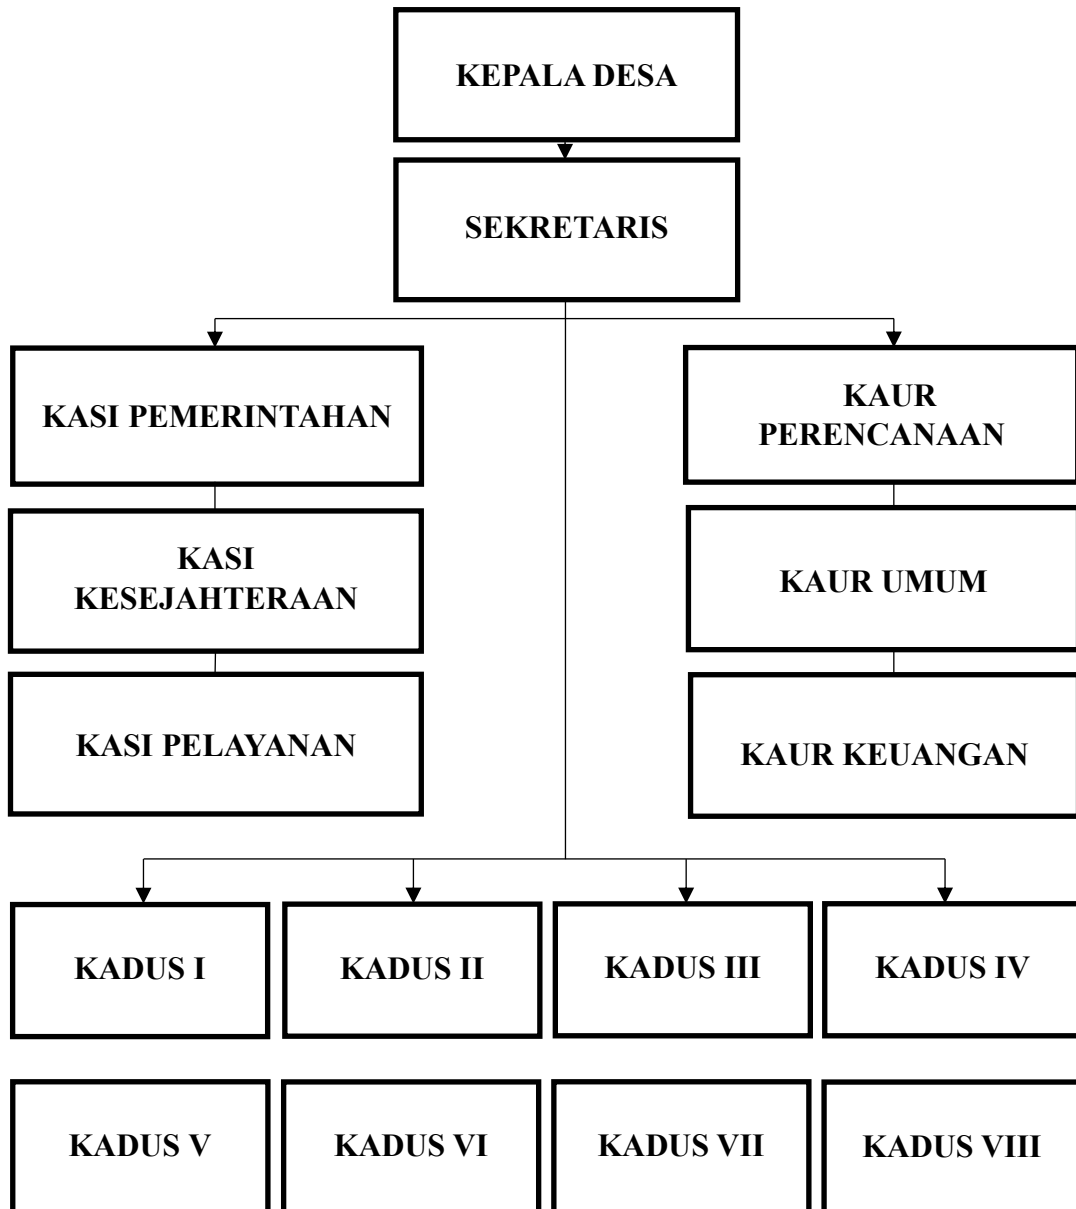 KEPALA DESA
SEKRETARIS
KASI PEMERINTAHAN
KAUR
PERENCANAAN
KASI
KESEJAHTERAAN
KAUR UMUM
KASI PELAYANAN
KAUR KEUANGAN
KADUS I
KADUS II
KADUS III
KADUS IV
KADUS V
KADUS VI
KADUS VII
KADUS VIII